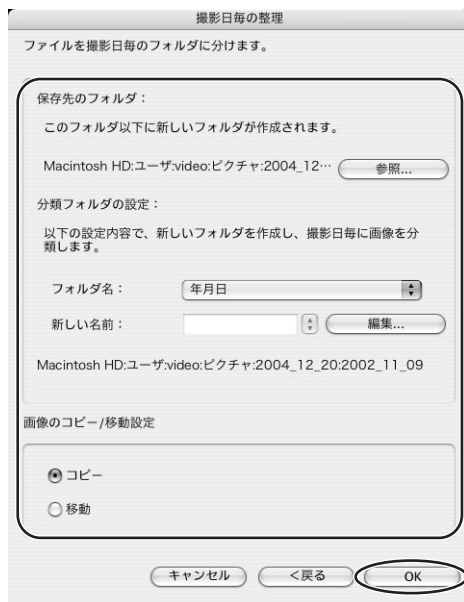 撮影日毎の整理
ファイルを撮影日毎のフォルダに分けます。
保存先のフォルダ：
このフォルダ以下に新しいフォルダが作成されます。
Macintosh HD:ユーザ:video:ピクチャ:2004_12… 参照...
分類フォルダの設定：
以下の設定内容で、新しいフォルダを作成し、撮影日毎に画像を分
類します。
フォルダ名： 年月日
新しい名前： 編集...
Macintosh HD:ユーザ:video:ピクチャ:2004_12_20:2002_11_09
画像のコピー/移動設定
コピー
移動
キャンセル <戻る OK